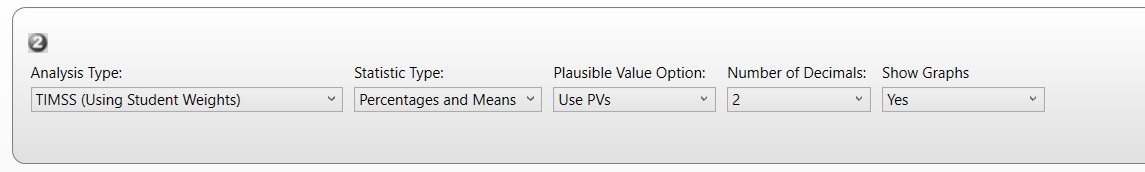 2
Analysis Type: Statistic Type: Plausible Value Option: Number of Decimals: Show Graphs
TIMSS (Using Student Weights) Percentages and Means Use PVs 2 Yes